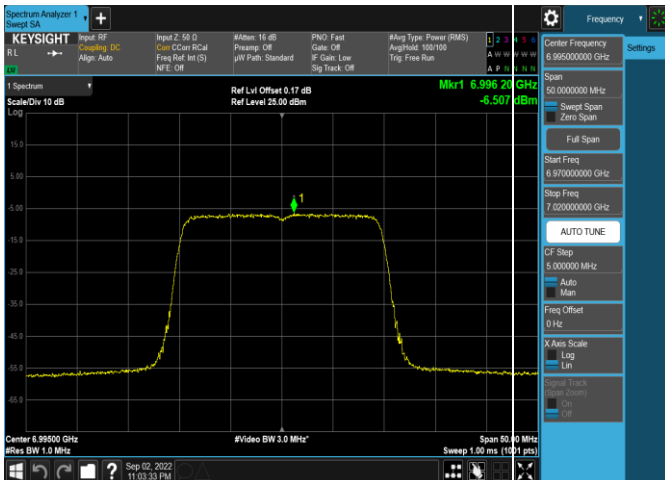 Spectrum Analyzer 1
Swept SA
+
Frequency
KEYSIGHT
RL
LV
Input: RF
Coupling: DC
Align: Auto
Input Z: 50 Ω
Corr CCorr RCal
Freq Ref: Int (S)
NFE: Off
#Atten: 16 dB
Preamp: Off
µW Path: Standard
PNO: Fast
Gate: Off
IF Gain: Low
Sig Track: Off
#Avg Type: Power (RMS)
Avg|Hold: 100/100
Trig: Free Run
1 2 3 4 5 6
A W W W W W
A P N N N N
1 Spectrum
Scale/Div 10 dB
Log
Ref Lvl Offset 0.17 dB
Ref Level 25.00 dBm
Mkr1 6.996 20 GHz
-6.507 dBm
15.0
5.00
-5.00
-15.0
-25.0
-35.0
-45.0
-55.0
-65.0
1
Center 6.99500 GHz
#Res BW 1.0 MHz
#Video BW 3.0 MHz*
Span 50.00 MHz
Sweep 1.00 ms (1001 pts)
Sep 02, 2022
11:03:33 PM
?
Center Frequency
6.995000000 GHz
Settings
Span
50.0000000 MHz
Swept Span
Zero Span
Full Span
Start Freq
6.970000000 GHz
Stop Freq
7.020000000 GHz
AUTO TUNE
CF Step
5.000000 MHz
Auto
Man
Freq Offset
0 Hz
X Axis Scale
Log
Lin
Signal Track
(Span Zoom)
On
Off